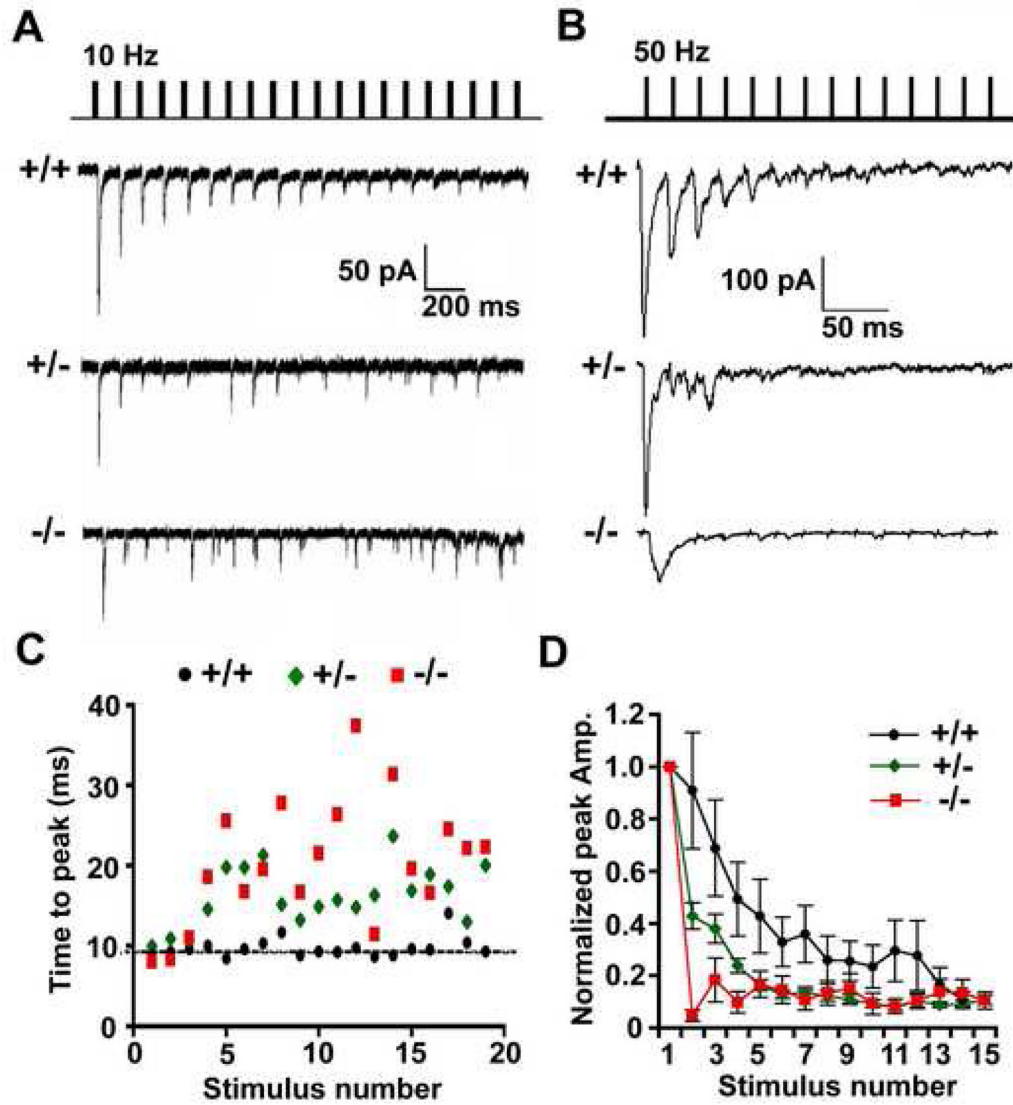 A
10 Hz
+/+
50 pA
200 ms
+/-
-/-
B
50 Hz
+/+
100 pA
50 ms
+/-
-/-
C
+/+ +/- -/-
Time to peak (ms)
40
30
20
10
0
0 5 10 15 20
Stimulus number
D
+/+
+/-
-/-
Normalized peak Amp.
1.2
1.0
0.8
0.6
0.4
0.2
0
1 3 5 7 9 11 13 15
Stimulus number